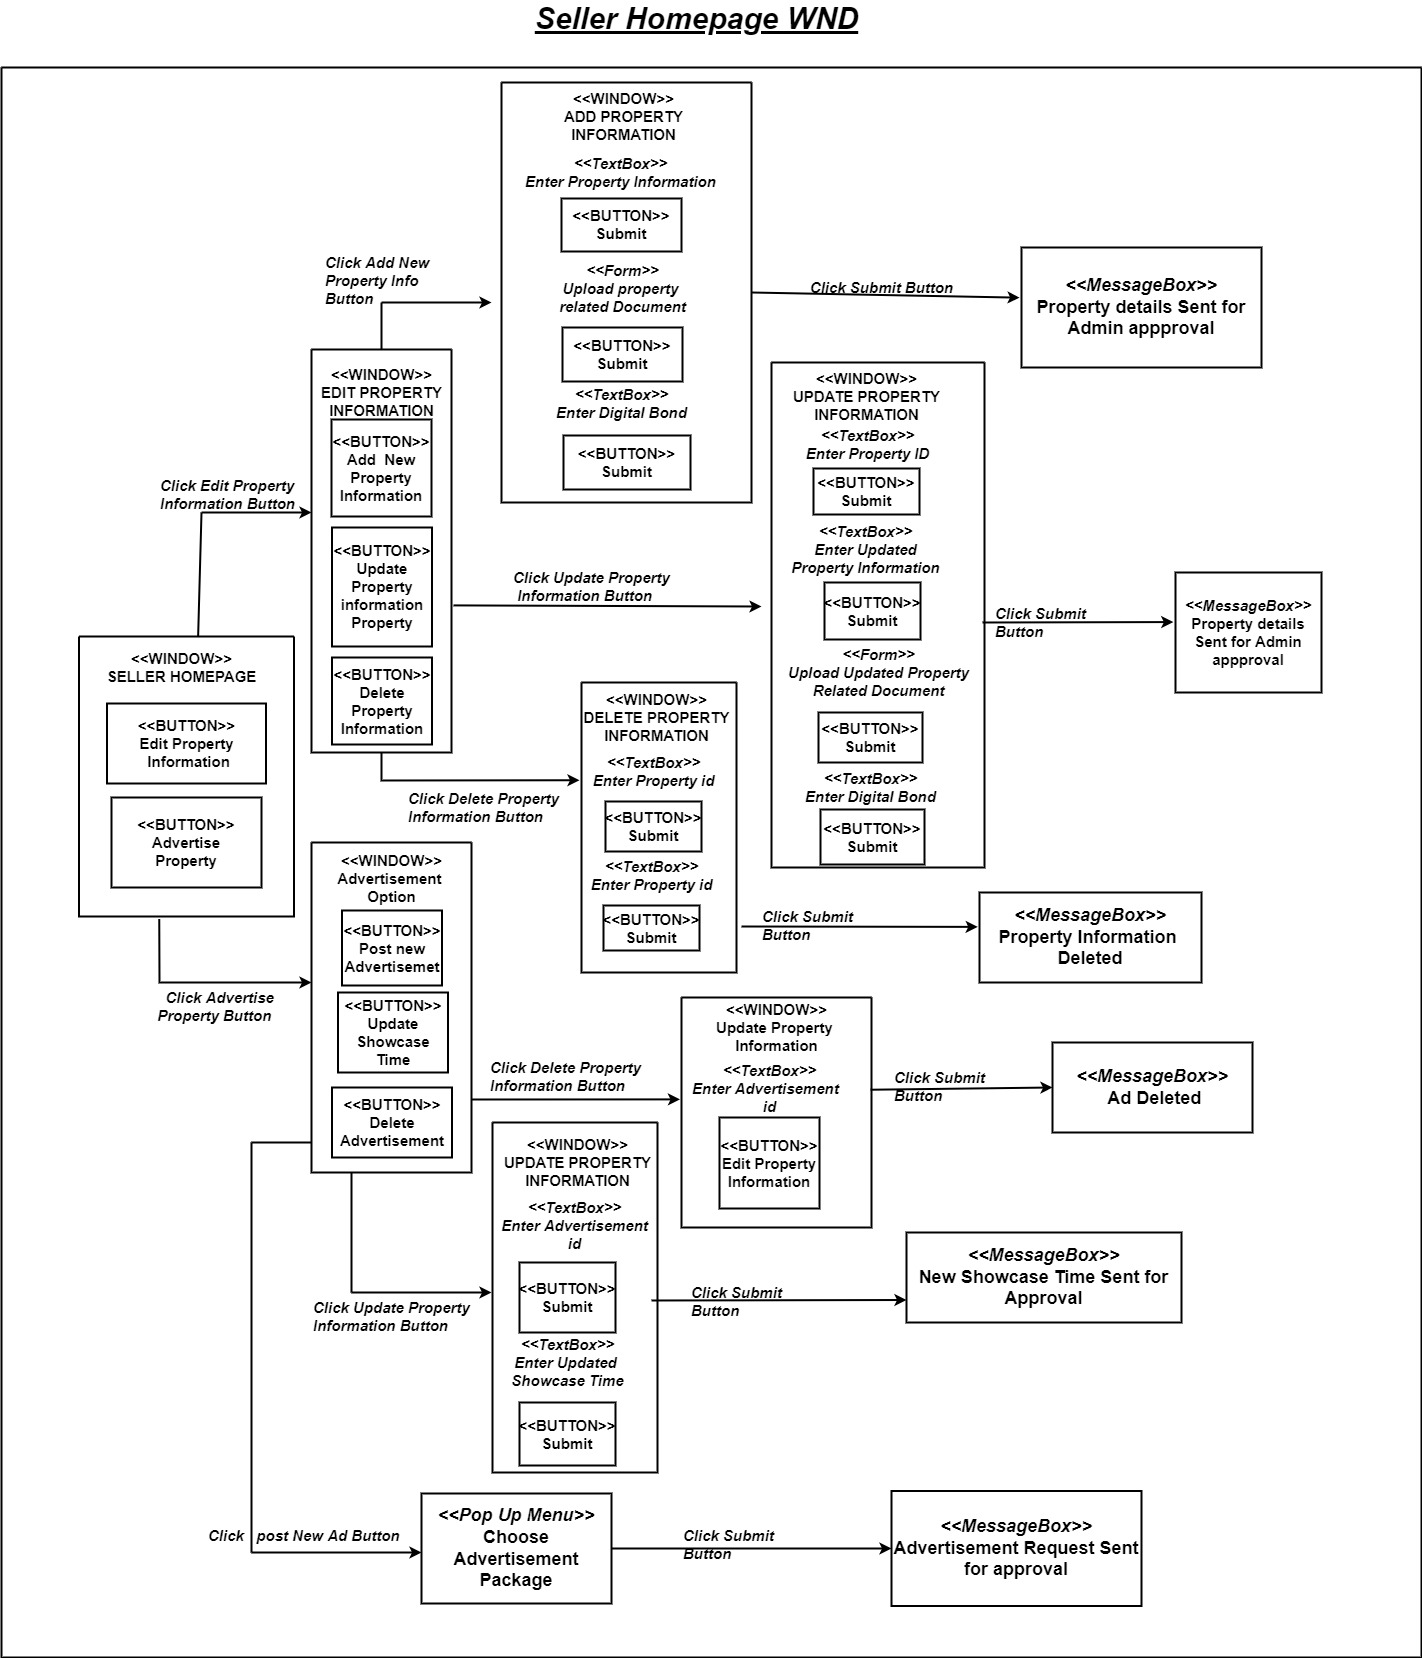 Seller Homepage WND
<<WINDOW>>
ADD PROPERTY
INFORMATION
<<TextBox>>
Enter Property Information
<<BUTTON>>
Submit
<<Form>>
Upload property
related Document
<<BUTTON>>
Submit
<<TextBox>>
Enter Digital Bond
<<BUTTON>>
Submit
Click Add New
Property Info
Button
Click Submit Button
<<MessageBox>>
Property details Sent for
Admin appproval
<<WINDOW>>
EDIT PROPERTY
INFORMATION
<<BUTTON>>
Add New
Property
Information
<<BUTTON>>
Update
Property
information
Property
<<BUTTON>>
Delete
Property
Information
Click Edit Property
Information Button
Click Update Property
Information Button
<<WINDOW>>
UPDATE PROPERTY
INFORMATION
<<TextBox>>
Enter Property ID
<<BUTTON>>
Submit
<<TextBox>>
Enter Updated
Property Information
<<BUTTON>>
Submit
<<Form>>
Upload Updated Property
Related Document
<<BUTTON>>
Submit
<<TextBox>>
Enter Digital Bond
<<BUTTON>>
Submit
Click Submit
Button
<<MessageBox>>
Property details
Sent for Admin
appproval
<<WINDOW>>
SELLER HOMEPAGE
<<BUTTON>>
Edit Property
Information
<<BUTTON>>
Advertise
Property
Click Delete Property
Information Button
<<WINDOW>>
DELETE PROPERTY
INFORMATION
<<TextBox>>
Enter Property id
<<BUTTON>>
Submit
<<TextBox>>
Enter Property id
<<BUTTON>>
Submit
Click Submit
Button
<<MessageBox>>
Property Information
Deleted
<<WINDOW>>
Advertisement
Option
<<BUTTON>>
Post new
Advertisemet
<<BUTTON>>
Update
Showcase
Time
<<BUTTON>>
Delete
Advertisement
Click Advertise
Property Button
Click Delete Property
Information Button
<<WINDOW>>
Update Property
Information
<<TextBox>>
Enter Advertisement
id
<<BUTTON>>
Edit Property
Information
Click Submit
Button
<<MessageBox>>
Ad Deleted
<<WINDOW>>
UPDATE PROPERTY
INFORMATION
<<TextBox>>
Enter Advertisement
id
<<BUTTON>>
Submit
<<TextBox>>
Enter Updated
Showcase Time
<<BUTTON>>
Submit
Click Update Property
Information Button
Click Submit
Button
<<MessageBox>>
New Showcase Time Sent for
Approval
Click post New Ad Button
<<Pop Up Menu>>
Choose
Advertisement
Package
Click Submit
Button
<<MessageBox>>
Advertisement Request Sent
for approval